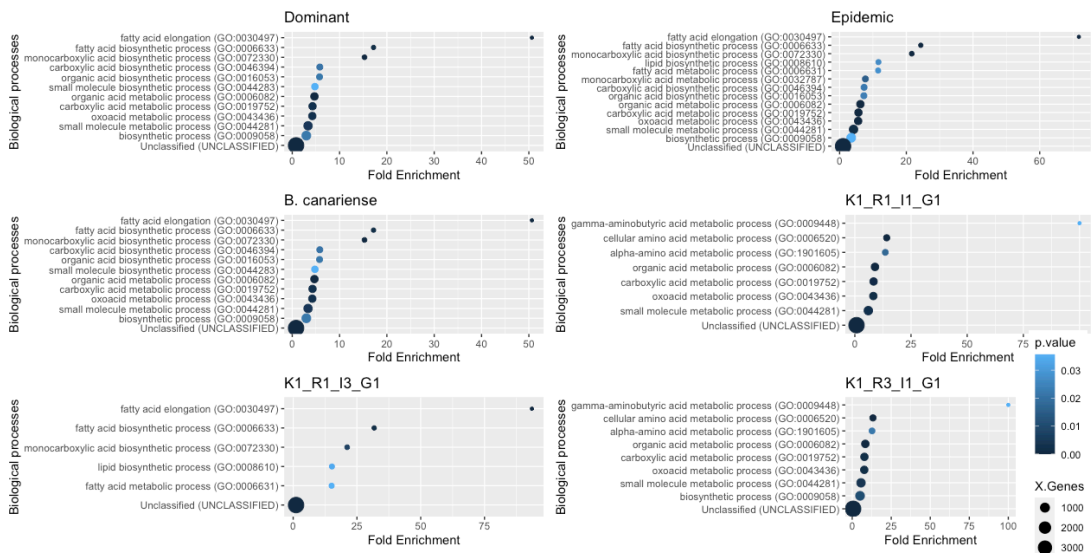 Dominant
Biological processes
fatty acid elongation (GO:0030497)
fatty acid biosynthetic process (GO:0006633)
monocarboxylic acid biosynthetic process (GO:0072330)
carboxylic acid biosynthetic process (GO:0046394)
organic acid biosynthetic process (GO:0016053)
small molecule biosynthetic process (GO:0044283)
organic acid metabolic process (GO:0006082)
carboxylic acid metabolic process (GO:0019752)
oxoacid metabolic process (GO:0043436)
small molecule metabolic process (GO:0044281)
biosynthetic process (GO:0009058)
Unclassified (UNCLASSIFIED)
0 10 20 30 40 50
Fold Enrichment
Epidemic
Biological processes
fatty acid elongation (GO:0030497)
fatty acid biosynthetic process (GO:0006633)
monocarboxylic acid biosynthetic process (GO:0072330)
lipid biosynthetic process (GO:0008610)
fatty acid metabolic process (GO:0006631)
monocarboxylic acid metabolic process (GO:0032787)
carboxylic acid biosynthetic process (GO:0046394)
organic acid biosynthetic process (GO:0016053)
organic acid metabolic process (GO:0006082)
carboxylic acid metabolic process (GO:0019752)
oxoacid metabolic process (GO:0043436)
small molecule metabolic process (GO:0044281)
biosynthetic process (GO:0009058)
Unclassified (UNCLASSIFIED)
0 20 40 60
Fold Enrichment
B. canariense
Biological processes
fatty acid elongation (GO:0030497)
fatty acid biosynthetic process (GO:0006633)
monocarboxylic acid biosynthetic process (GO:0072330)
carboxylic acid biosynthetic process (GO:0046394)
organic acid biosynthetic process (GO:0016053)
small molecule biosynthetic process (GO:0044283)
organic acid metabolic process (GO:0006082)
carboxylic acid metabolic process (GO:0019752)
oxoacid metabolic process (GO:0043436)
small molecule metabolic process (GO:0044281)
biosynthetic process (GO:0009058)
Unclassified (UNCLASSIFIED)
0 10 20 30 40 50
Fold Enrichment
K1_R1_I1_G1
Biological processes
gamma-aminobutyric acid metabolic process (GO:0009448)
cellular amino acid metabolic process (GO:0006520)
alpha-amino acid metabolic process (GO:1901605)
organic acid metabolic process (GO:0006082)
carboxylic acid metabolic process (GO:0019752)
oxoacid metabolic process (GO:0043436)
small molecule metabolic process (GO:0044281)
Unclassified (UNCLASSIFIED)
0 25 50 75
Fold Enrichment
K1_R1_I3_G1
Biological processes
fatty acid elongation (GO:0030497)
fatty acid biosynthetic process (GO:0006633)
monocarboxylic acid biosynthetic process (GO:0072330)
lipid biosynthetic process (GO:0008610)
fatty acid metabolic process (GO:0006631)
Unclassified (UNCLASSIFIED)
0 25 50 75
Fold Enrichment
K1_R3_I1_G1
Biological processes
gamma-aminobutyric acid metabolic process (GO:0009448)
cellular amino acid metabolic process (GO:0006520)
alpha-amino acid metabolic process (GO:1901605)
organic acid metabolic process (GO:0006082)
carboxylic acid metabolic process (GO:0019752)
oxoacid metabolic process (GO:0043436)
small molecule metabolic process (GO:0044281)
biosynthetic process (GO:0009058)
Unclassified (UNCLASSIFIED)
0 25 50 75 100
Fold Enrichment
p.value
0.03
0.02
0.01
0.00
X.Genes
1000
2000
3000